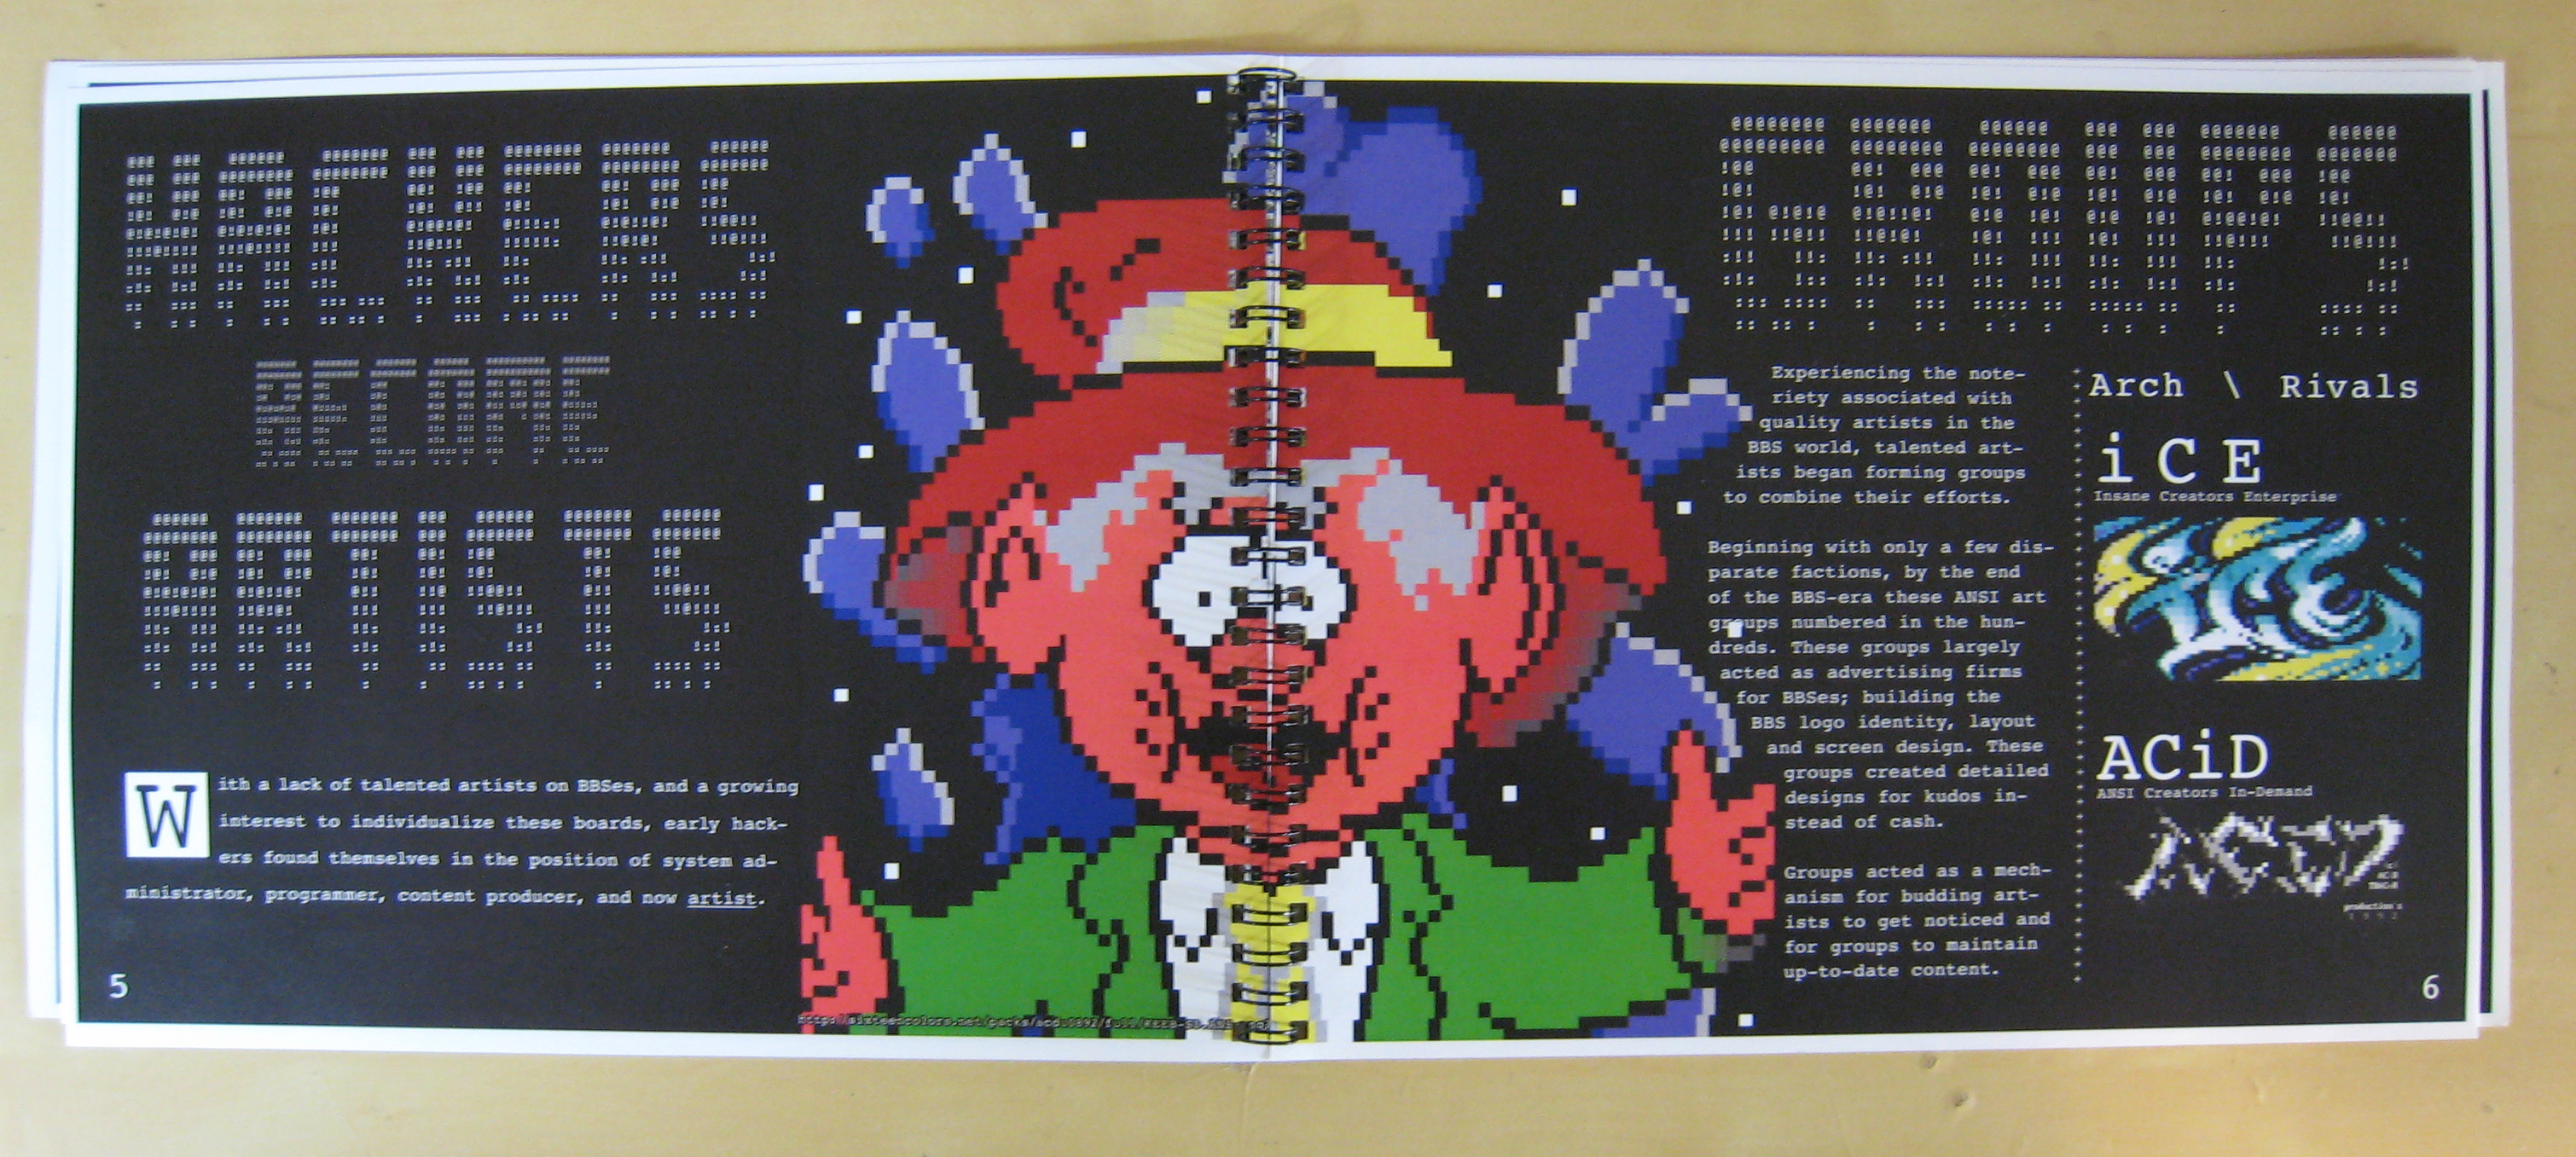 HACKERS
BECOME
ARTISTS
With a lack of talented artists on BBSes, and a growing
interest to individualize these boards, early hack-
ers found themselves in the position of system ad-
ministrator, programmer, content producer, and now artist.
5
GROUPS
Experiencing the note-
riety associated with
quality artists in the
BBS world, talented art-
ists began forming groups
to combine their efforts.
Beginning with only a few dis-
parate factions, by the end
of the BBS-era these ANSI art
groups numbered in the hun-
dreds. These groups largely
acted as advertising firms
for BBSes; building the
BBS logo identity, layout
and screen design. These
groups created detailed
designs for kudos in-
stead of cash.
Groups acted as a mech-
anism for budding art-
ists to get noticed and
for groups to maintain
up-to-date content.
Arch \ Rivals
iCE
Insane Creators Enterprise
ICE
ACiD
ANSI Creators In-Demand
ACID
production's
1992
6